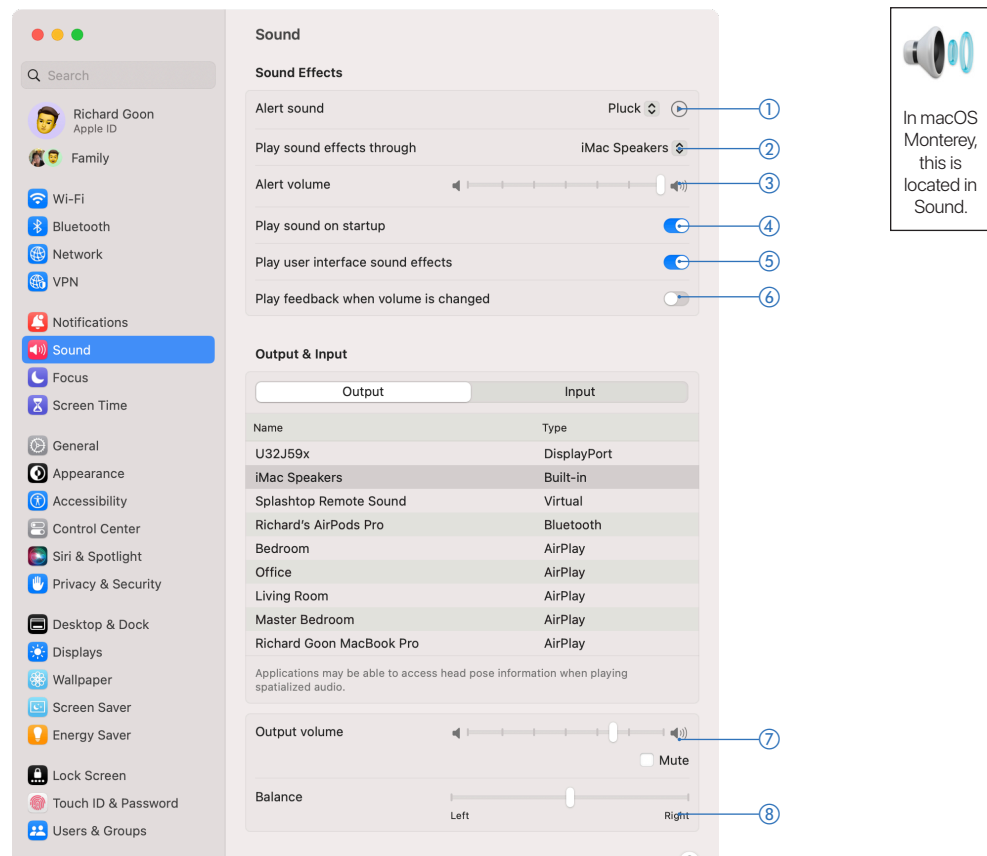 Search
Richard Goon
Apple ID
Family
Wi-Fi
Bluetooth
Network
VPN
Notifications
Sound
Focus
Screen Time
General
Appearance
Accessibility
Control Center
Siri & Spotlight
Privacy & Security
Desktop & Dock
Displays
Wallpaper
Screen Saver
Energy Saver
Lock Screen
Touch ID & Password
Users & Groups
Sound
Sound Effects
Alert sound Pluck 1
Play sound effects through iMac Speakers 2
Alert volume 3
Play sound on startup 4
Play user interface sound effects 5
Play feedback when volume is changed 6
Output & Input
Output Input
Name Type
U32J59x DisplayPort
iMac Speakers Built-in
Splashtop Remote Sound Virtual
Richard's AirPods Pro Bluetooth
Bedroom AirPlay
Office AirPlay
Living Room AirPlay
Master Bedroom AirPlay
Richard Goon MacBook Pro AirPlay
Applications may be able to access head pose information when playing
spatialized audio.
Output volume 7
Mute
Balance
Left Right 8
In macOS
Monterey,
this is
located in
Sound.